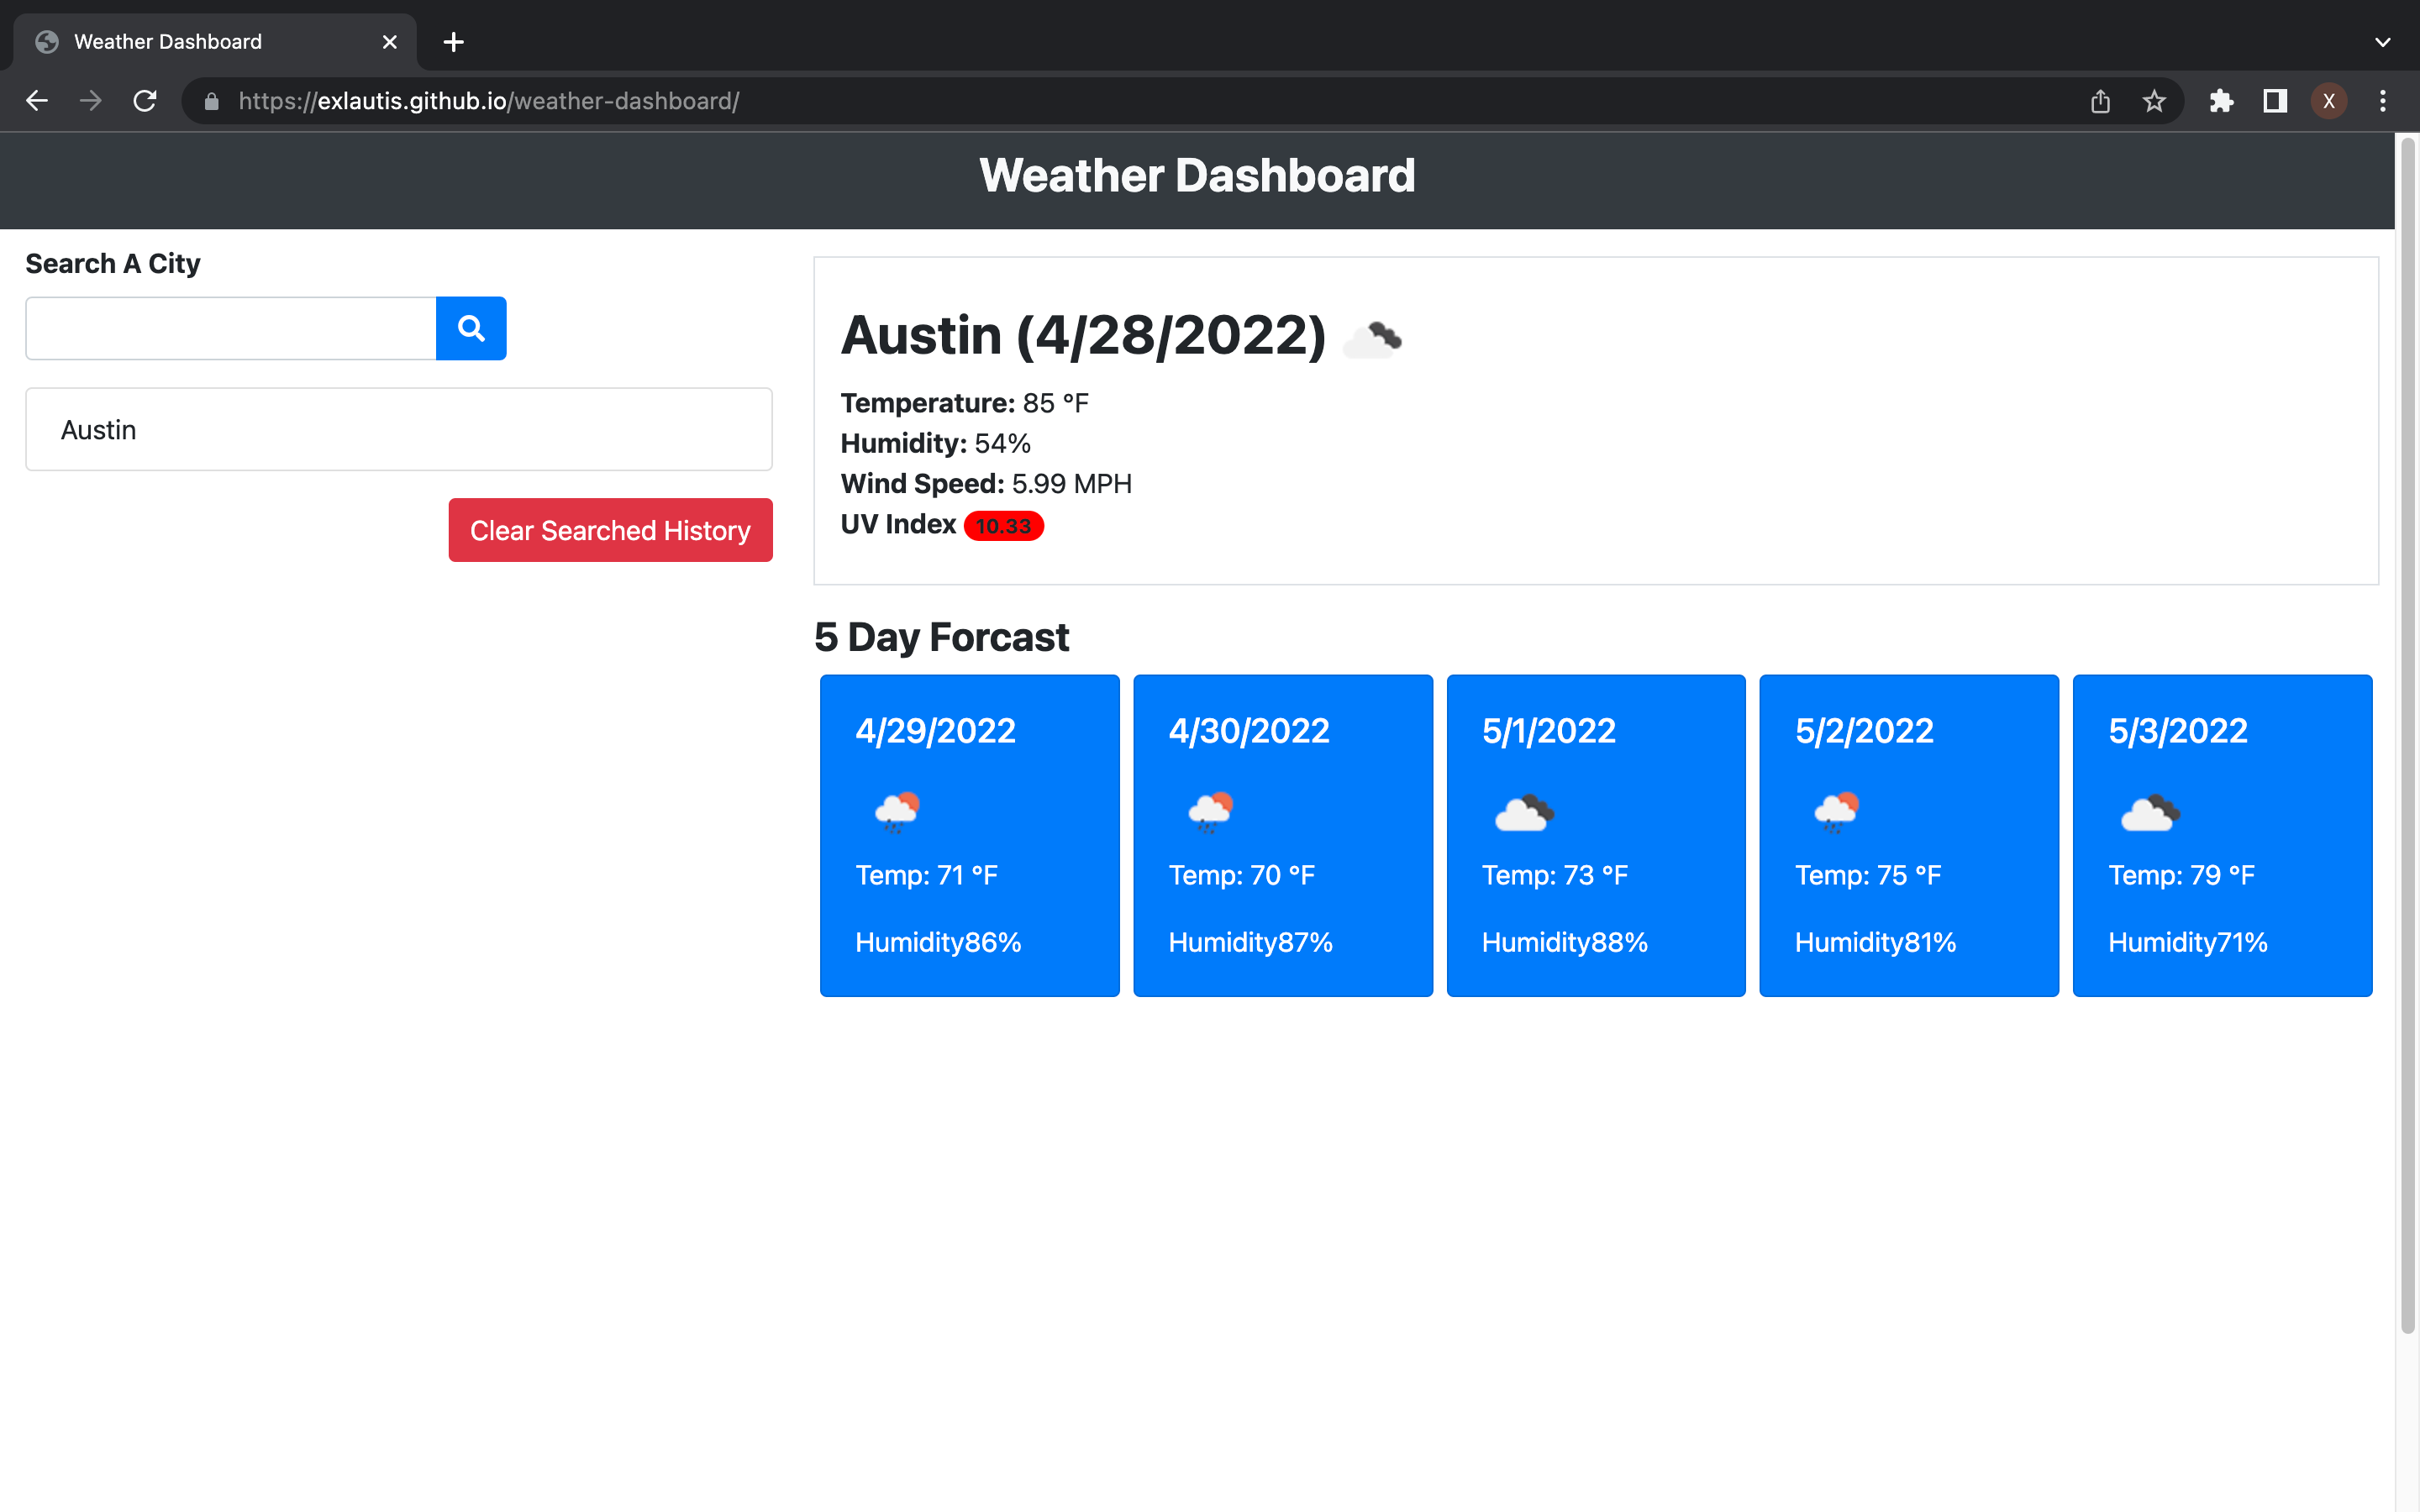 Weather Dashboard
https://exlautis.github.io/weather-dashboard/
X
Weather Dashboard
Search A City
Austin
Clear Searched History
Austin (4/28/2022)
Temperature: 85 °F
Humidity: 54%
Wind Speed: 5.99 MPH
UV Index 10.33
5 Day Forcast
4/29/2022
Temp: 71 °F
Humidity86%
4/30/2022
Temp: 70 °F
Humidity87%
5/1/2022
Temp: 73 °F
Humidity88%
5/2/2022
Temp: 75 °F
Humidity81%
5/3/2022
Temp: 79 °F
Humidity71%